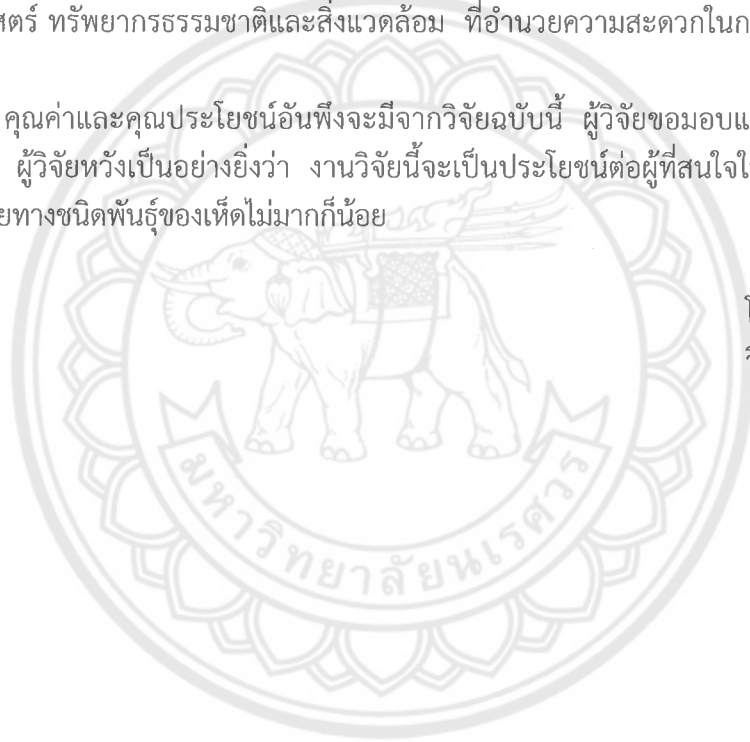 สตร์ ทรัพยากรธรรมชาติและสิ่งแวดล้อม ที่อำนวยความสะดวกในก
คุณค่าและคุณประโยชน์อันพึงจะมีจากวิจัยฉบับนี้ ผู้วิจัยขอมอบแ
ผู้วิจัยหวังเป็นอย่างยิ่งว่า งานวิจัยนี้จะเป็นประโยชน์ต่อผู้ที่สนใจใ
ยทางชนิดพันธุ์ของเห็ดไม่มากก็น้อย
มหาวิทยาลัยนเรศวร